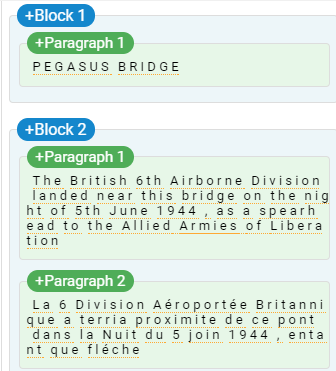 +Block 1
+Paragraph 1
PEGASUS BRIDGE
+Block 2
+Paragraph 1
The British 6th Airborne Division
landed near this bridge on the nig
ht of 5th June 1944 , as a spearh
ead to the Allied Armies of Libera
tion
+Paragraph 2
La 6 Division Aéroportée Britanni
que a terria proximite de ce pont
dans la Nuit du 5 join 1944 , enta
nt que fléche